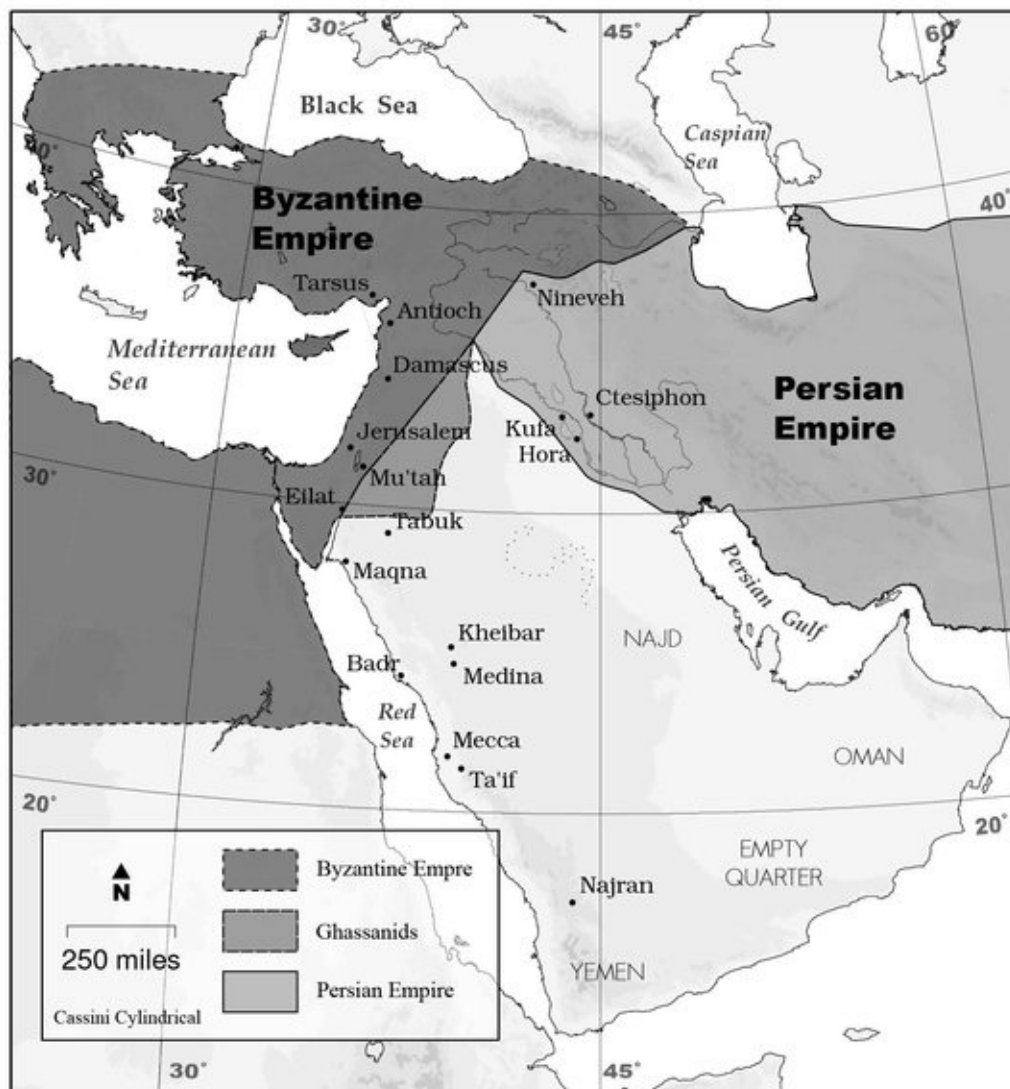 30°
45°
60°
Black Sea
Caspian
Sea
40°
40°
Byzantine
Empire
Tarsus
Antioch
Nineveh
Mediterranean
Sea
Damascus
Persian
Empire
Ctesiphon
Kufa
Hora
Jerusalem
Mu'tah
30°
Eilat
Tabuk
Maqna
Persian Gulf
Kheibar
NAJD
Medina
Badr
Red
Sea
Mecca
Ta'if
OMAN
20°
20°
EMPTY
QUARTER
Najran
YEMEN
N
250 miles
Cassini Cylindrical
Byzantine Empre
Ghassanids
Persian Empire
30°
45°